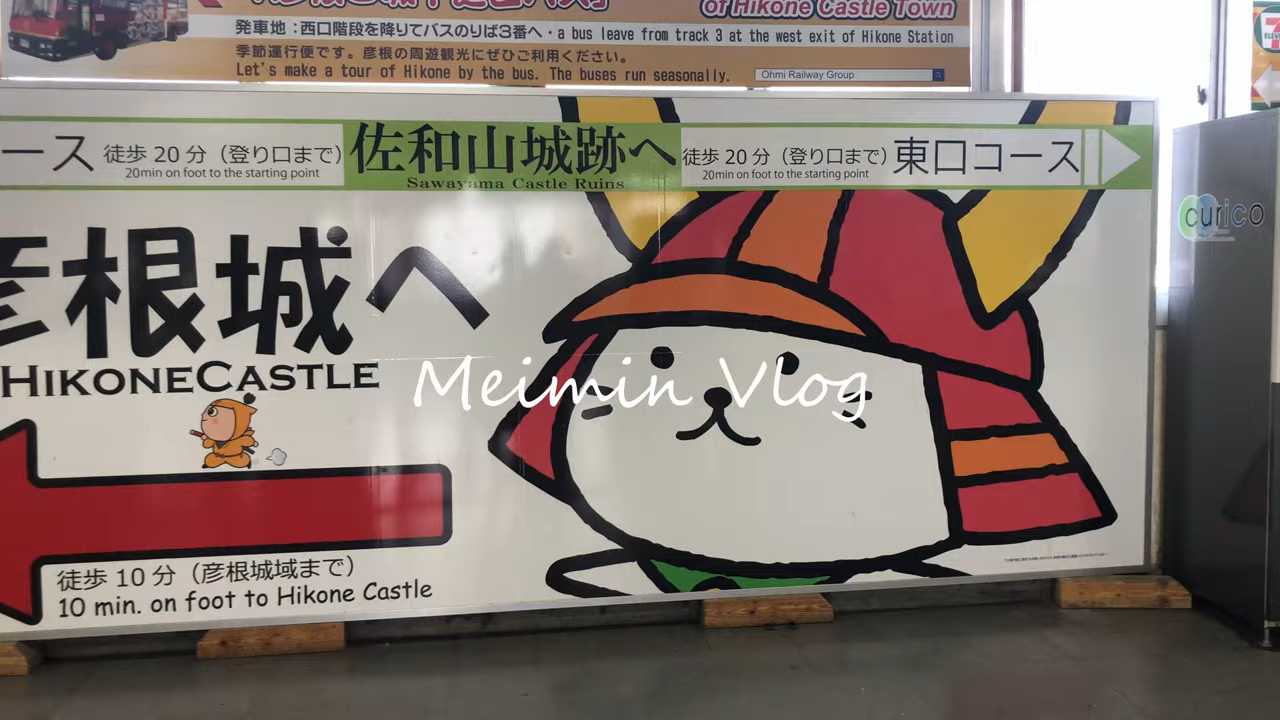 of Hikone Castle Town
発車地：西口階段を降りてバスのりば3番へ・a bus leave from track 3 at the west exit of Hikone Station
季節運行便です。彦根の周遊観光にぜひご利用ください。
Let's make a tour of Hikone by the bus. The buses run seasonally.
Ohmi Railway Group
ース 徒歩20分（登り口まで） 佐和山城跡へ 徒歩20分（登り口まで） 東口コース
20min on foot to the starting point Sawayama Castle Ruins 20min on foot to the starting point
curico
彦根城へ
HIKONECASTLE
Meimin Vlog
徒歩10分（彦根城域まで）
10 min. on foot to Hikone Castle